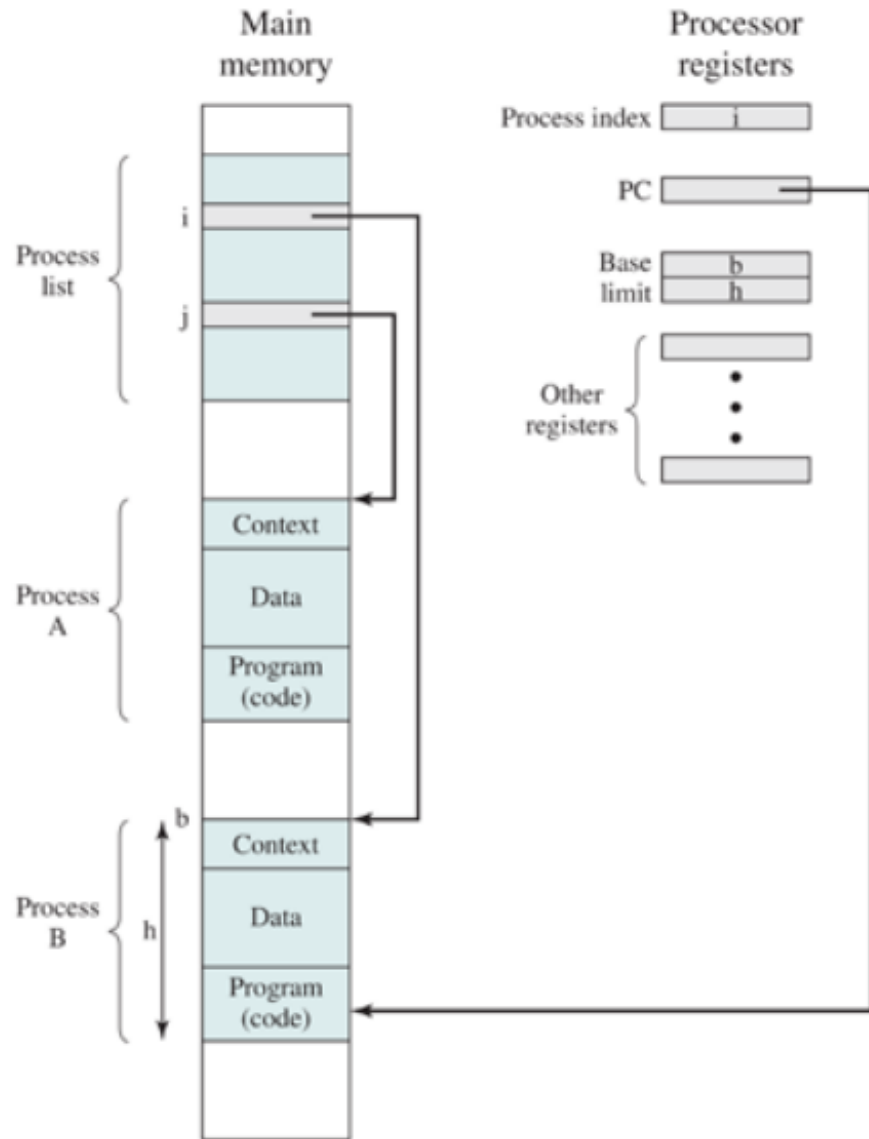 Main
memory
Processor
registers
Process index
i
PC
Base
limit
b
h
Other
registers
Process
list
i
j
Process
A
Context
Data
Program
(code)
b
Process
B
h
Context
Data
Program
(code)